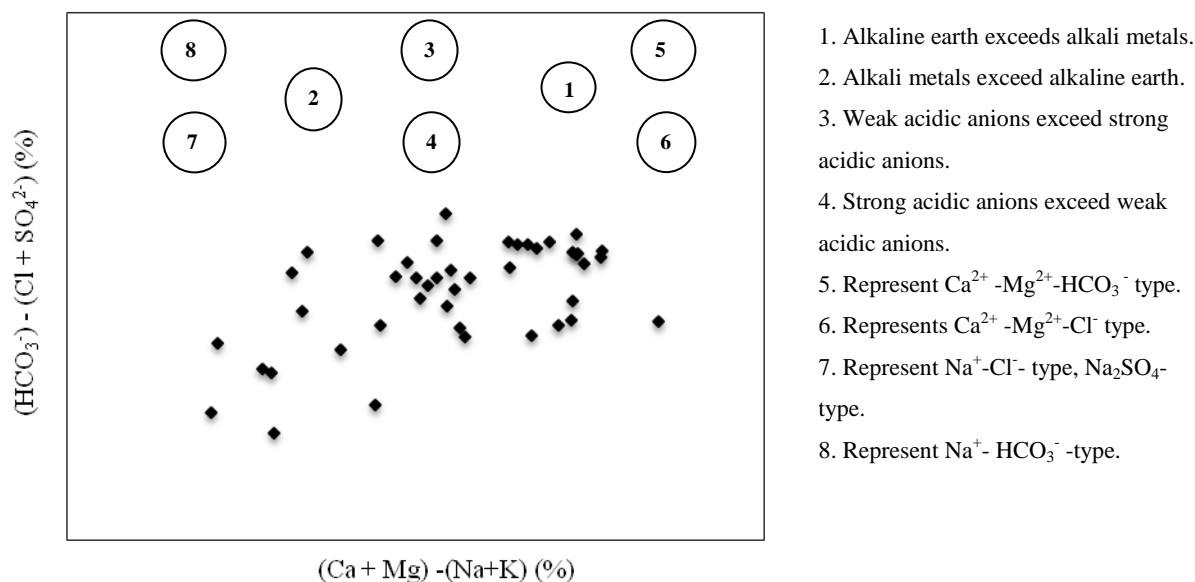 8
3
5
2
1
7
4
6
(HCO₃⁻) - (Cl + SO₄²⁻) (%)
(Ca + Mg) -(Na+K) (%)
1. Alkaline earth exceeds alkali metals.
2. Alkali metals exceed alkaline earth.
3. Weak acidic anions exceed strong
acidic anions.
4. Strong acidic anions exceed weak
acidic anions.
5. Represent Ca²⁺ -Mg²⁺-HCO₃⁻ type.
6. Represents Ca²⁺ -Mg²⁺-Cl⁻ type.
7. Represent Na⁺-Cl⁻- type, Na₂SO₄-
type.
8. Represent Na⁺- HCO₃⁻ -type.